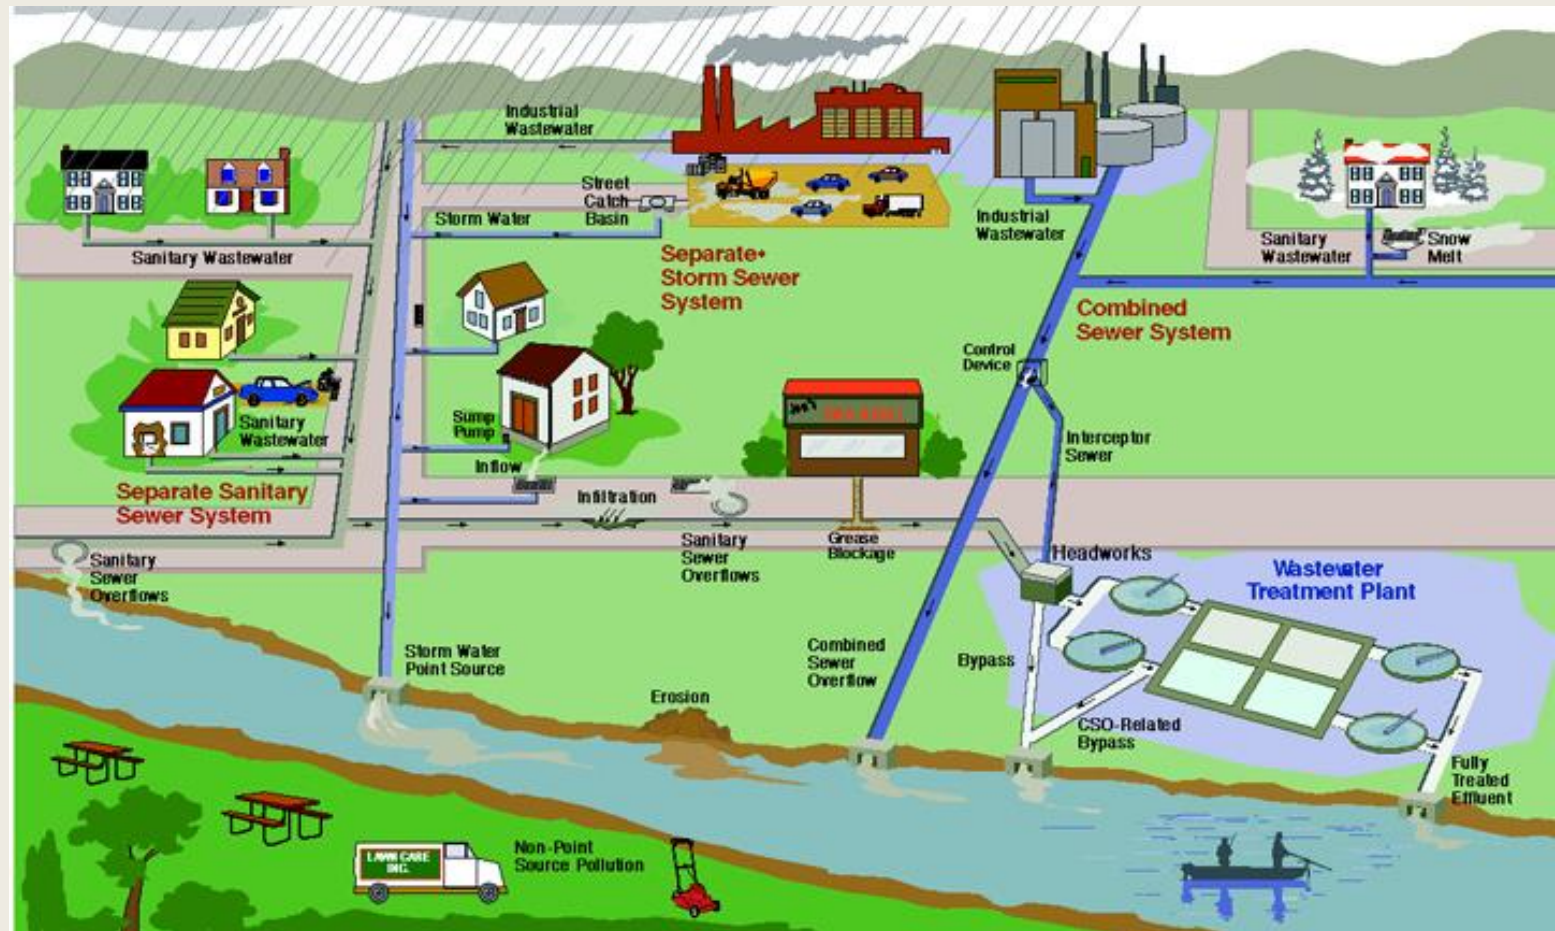 Industrial
Wastewater
Street
Catch
Basin
Storm Water
Sanitary Wastewater
Separate
Storm Sewer
System
Industrial
Wastewater
Sanitary
Wastewater
Snow
Melt
Combined
Sewer System
Control
Device
Interceptor
Sewer
Sump
Pump
Inflow
Sanitary
Wastewater
Separate Sanitary
Sewer System
Infiltration
Sanitary
Sewer
Overflows
Grease
Blockage
Sanitary
Sewer
Overflows
Headworks
Wastewater
Treatment Plant
Storm Water
Point Source
Erosion
Combined
Sewer
Overflow
Bypass
CSO-Related
Bypass
Fully
Treated
Effluent
LAWN CARE
INC.
Non-Point
Source Pollution